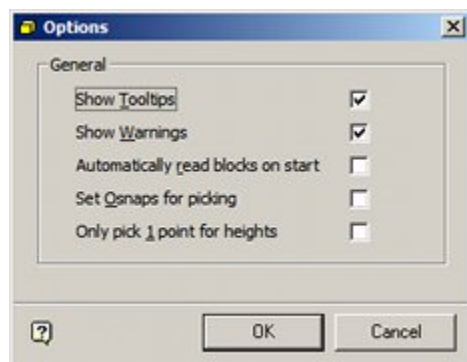 Options
General
Show Tooltips
Show Warnings
Automatically read blocks on start
Set Osnaps for picking
Only pick 1 point for heights
OK
Cancel